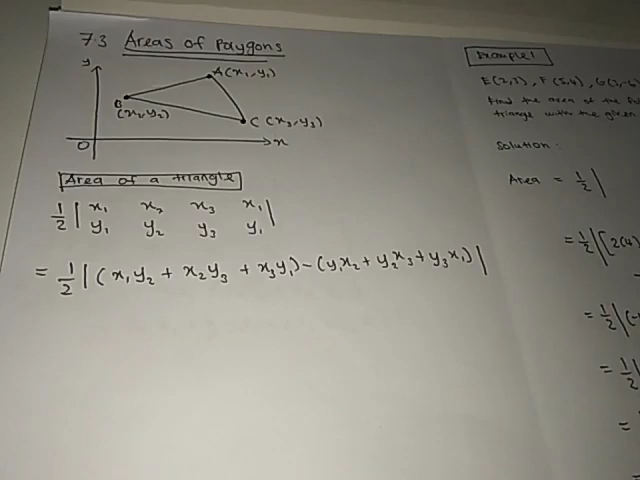 7.3 Areas of Polygons
y
A(x₁,y₁)
B
(x₂,y₂)
C (x₃,y₃)
O
x
Area of a triangle
1/2 | x₁ x₂ x₃ x₁ |
y₁ y₂ y₃ y₁
= 1/2 | (x₁y₂ + x₂y₃ + x₃y₁) - (y₁x₂ + y₂x₃ + y₃x₁) |
Example 1
E(2,3), F(5,4),
Find the area of the
triangle with the given
Solution:
Area = 1/2 |
= 1/2 |[2(4)
= 1/2 |(-
= 1/2 |
=